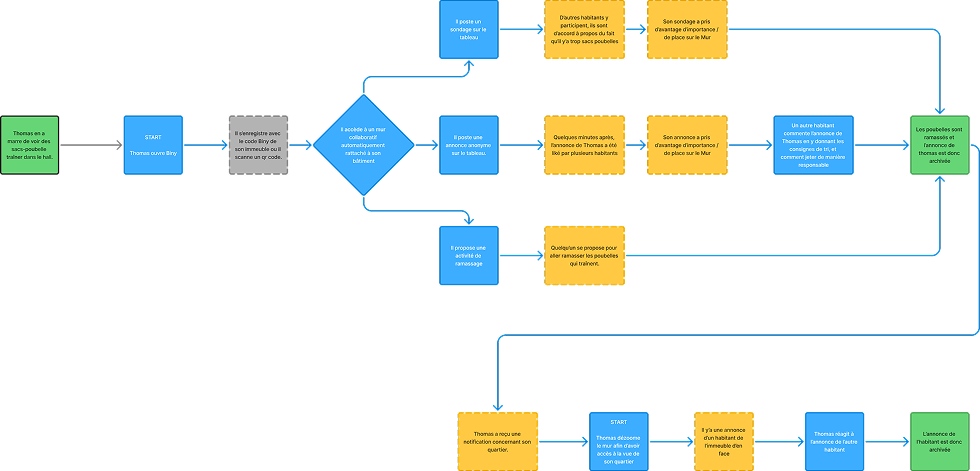 Thomas en a
marre de voir des
sacs-poubelle
traîner dans le hall.
START
Thomas ouvre Biny
Il s'enregistre avec
le code Biny de
son immeuble ou il
scanne un qr code.
Il accède à un mur
collaboratif
automatiquement
rattaché à son
bâtiment
Il poste un
sondage sur le
tableau
D'autres habitants y
participent, ils sont
d'accord à propos du fait
qu'il y'a trop sacs poubelles
Son sondage a pris
d'avantage d'importance /
de place sur le Mur
Il poste une
annonce anonyme
sur le tableau.
Quelques minutes après,
l'annonce de Thomas a été
liké par plusieurs habitants
Son annonce a pris
d'avantage d'importance /
de place sur le Mur
Un autre habitant
commente l'annonce de
Thomas en y donnant les
consignes de tri, et
comment jeter de manière
responsable
Les poubelles sont
ramassés et
l'annonce de
thomas est donc
archivée
Il propose une
activité de
ramassage
Quelqu'un se propose pour
aller ramasser les poubelles
qui traînent.
Thomas a reçu une
notification concernant son
quartier.
START
Thomas dézoome
le mur afin d'avoir
accès à la vue de
son quartier
Il y'a une annonce
d'un habitant de
l'immeuble d'en
face
Thomas réagit à
l'annonce de l'autre
habitant
L'annonce de
l'habitant est donc
archivée